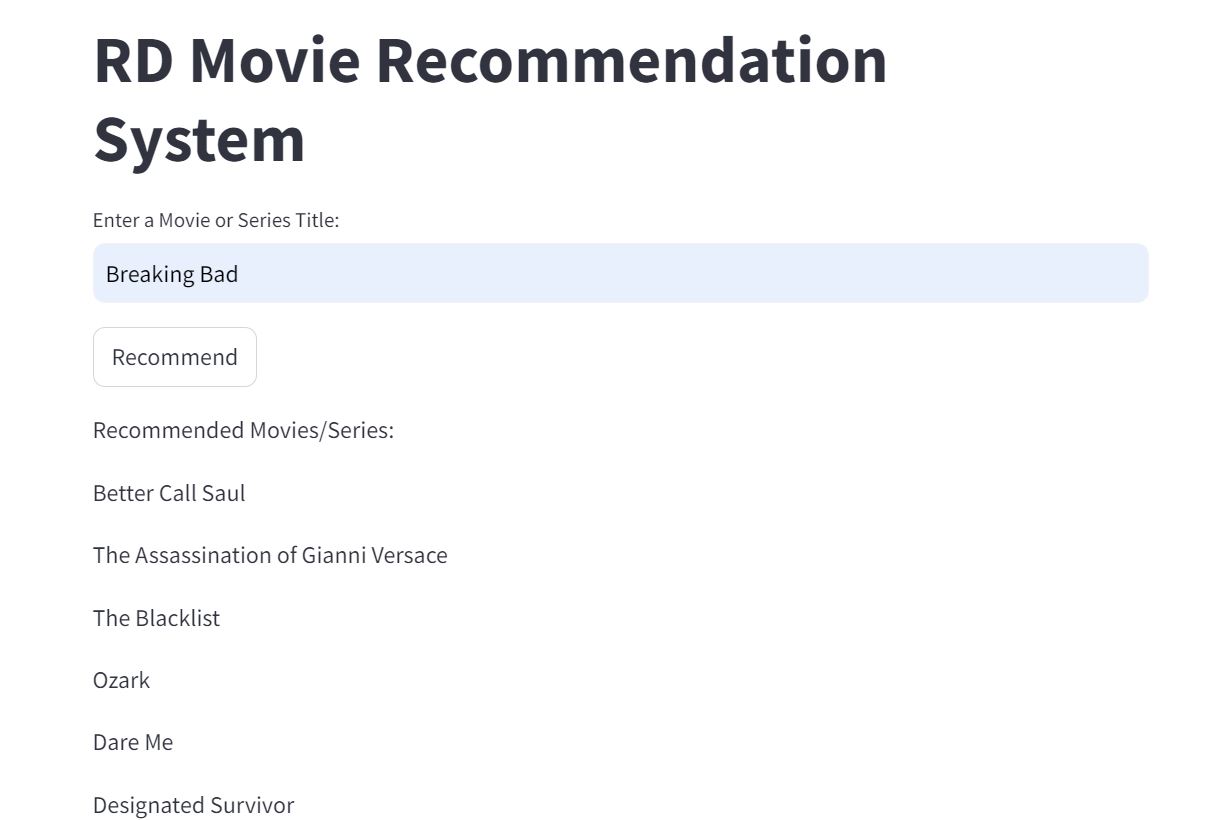 RD Movie Recommendation
System
Enter a Movie or Series Title:
Breaking Bad
Recommend
Recommended Movies/Series:
Better Call Saul
The Assassination of Gianni Versace
The Blacklist
Ozark
Dare Me
Designated Survivor